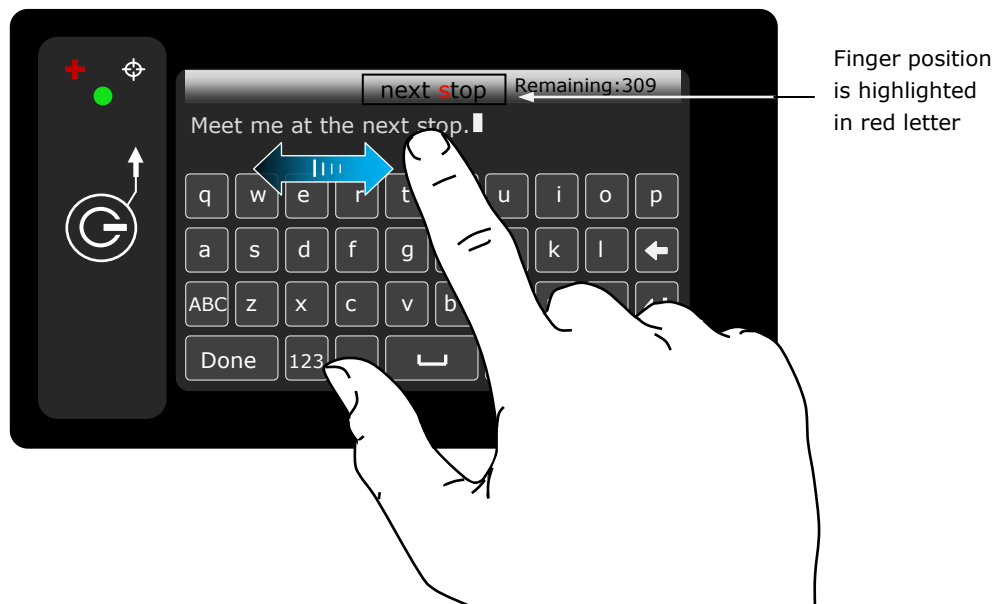 next stop
Remaining:309
Meet me at the next stop.
q w e r t u i o p
a s d f g k l
ABC z x c v b
Done 123
Finger position
is highlighted
in red letter